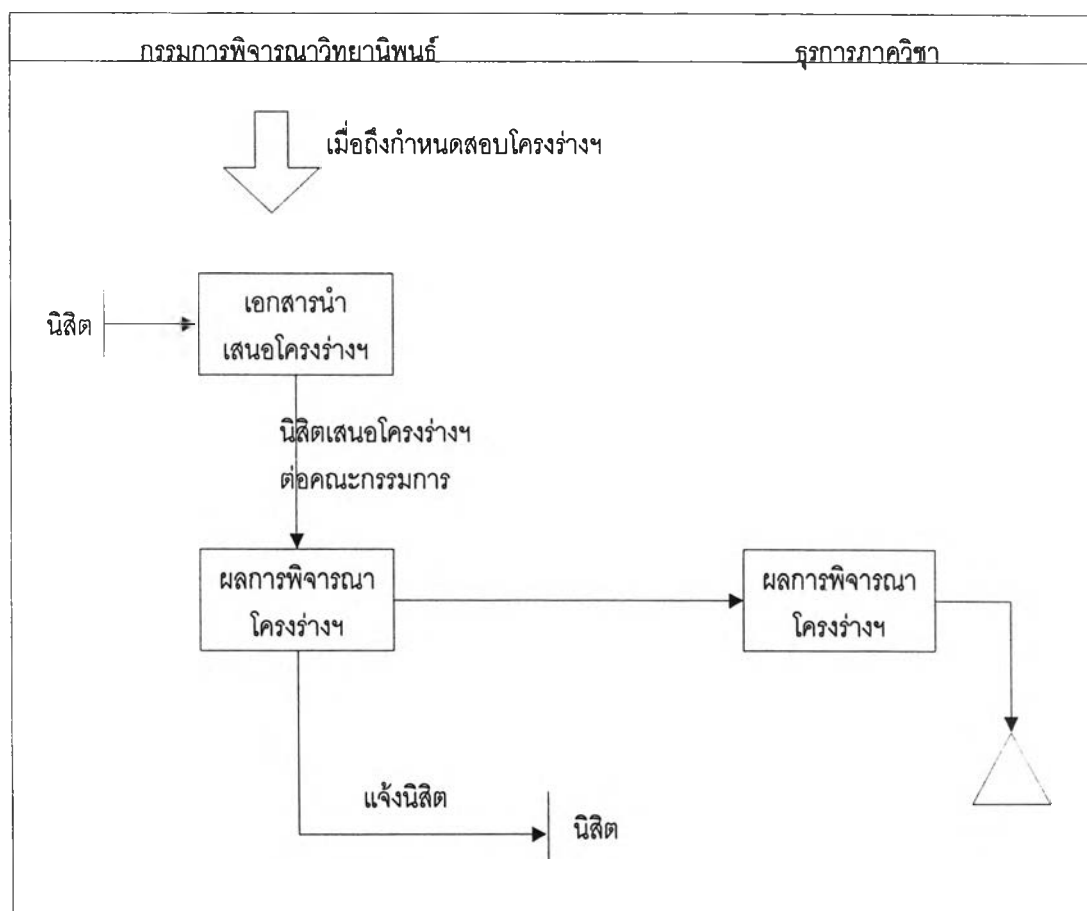 กรรมการพิจารณาวิทยานิพนธ์
ธุรการภาควิชา
เมื่อถึงกำหนดสอบโครงร่างฯ
นิสิต
เอกสารนำ
เสนอโครงร่างฯ
นิสิตเสนอโครงร่างฯ
ต่อคณะกรรมการ
ผลการพิจารณา
โครงร่างฯ
ผลการพิจารณา
โครงร่างฯ
แจ้งนิสิต
นิสิต